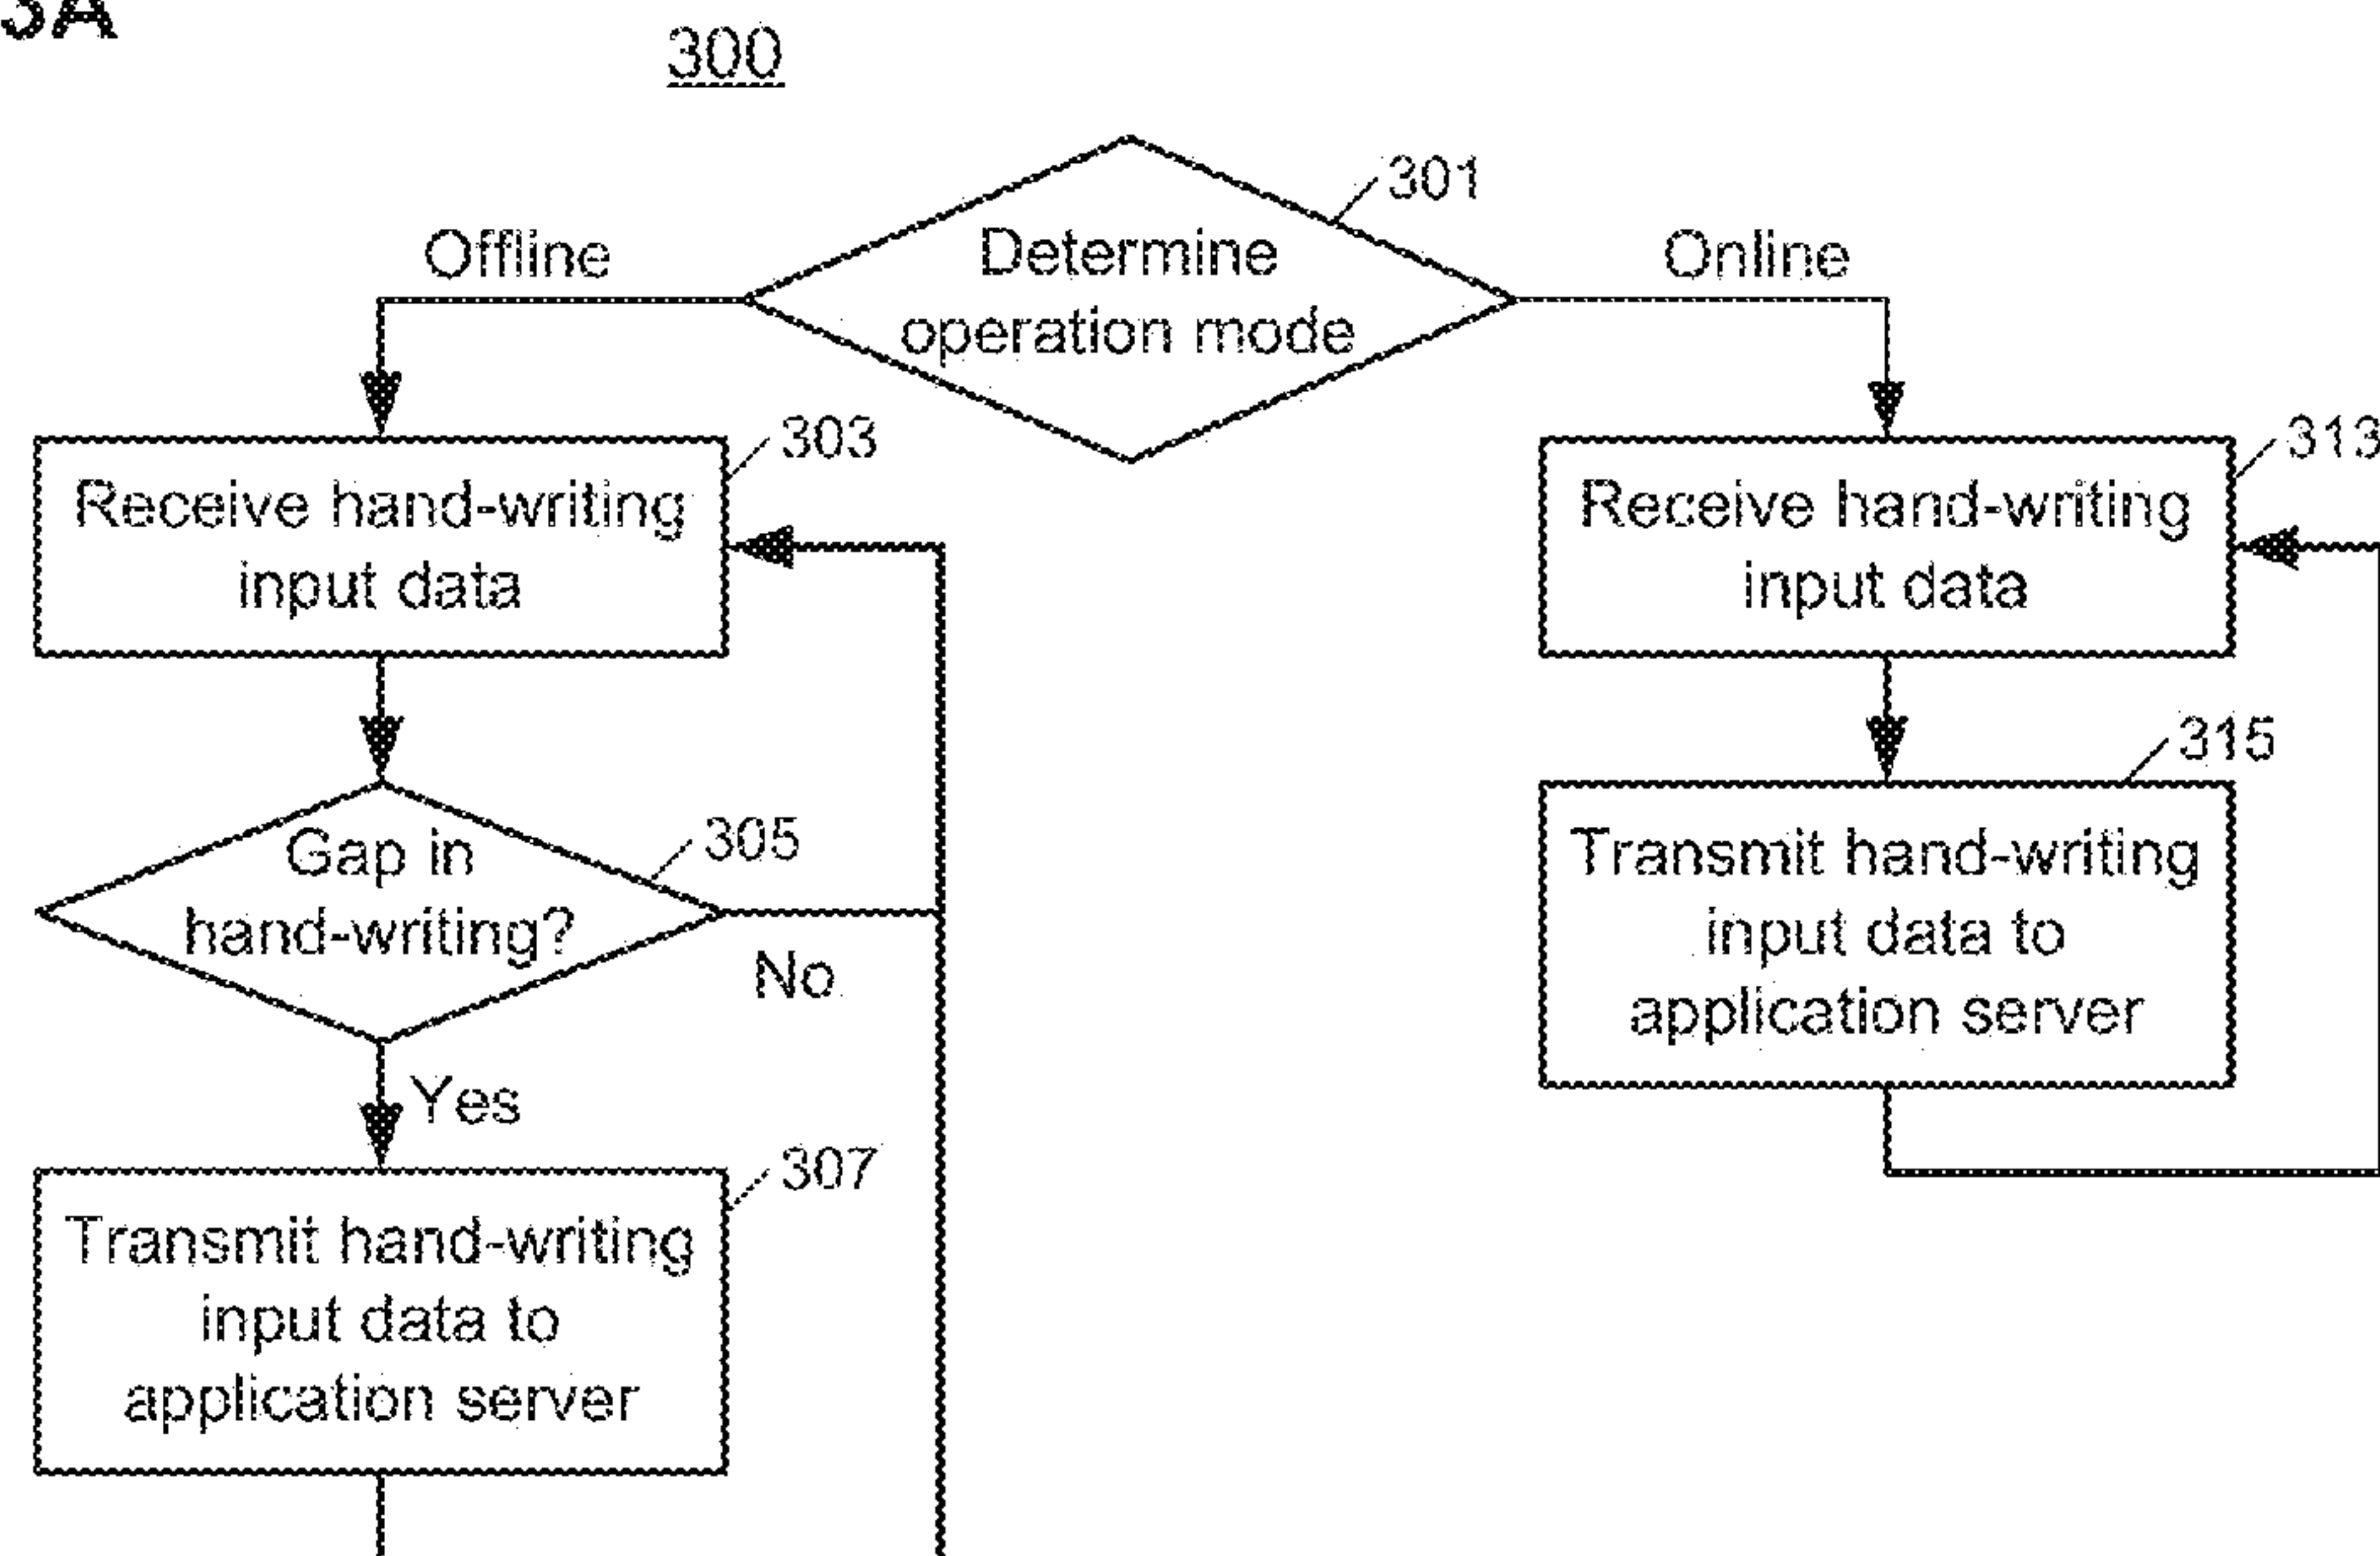 3A
300
301
Determine
operation mode
Offline
Online
303
Receive hand-writing
input data
313
Receive hand-writing
input data
305
Gap in
hand-writing?
No
Yes
315
Transmit hand-writing
input data to
application server
307
Transmit hand-writing
input data to
application server